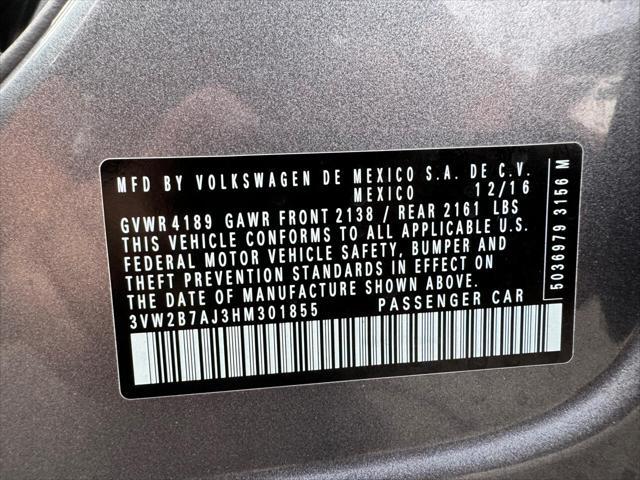 MFD BY VOLKSWAGEN DE MEXICO S.A. DE C.V.
MEXICO 12/16
GVWR 4189 GAWR FRONT 2138 / REAR 2161 LBS
THIS VEHICLE CONFORMS TO ALL APPLICABLE U.S.
FEDERAL MOTOR VEHICLE SAFETY, BUMPER AND
THEFT PREVENTION STANDARDS IN EFFECT ON
THE DATE OF MANUFACTURE SHOWN ABOVE.
3VW2B7AJ3HM301855 PASSENGER CAR
5036979 3156 M